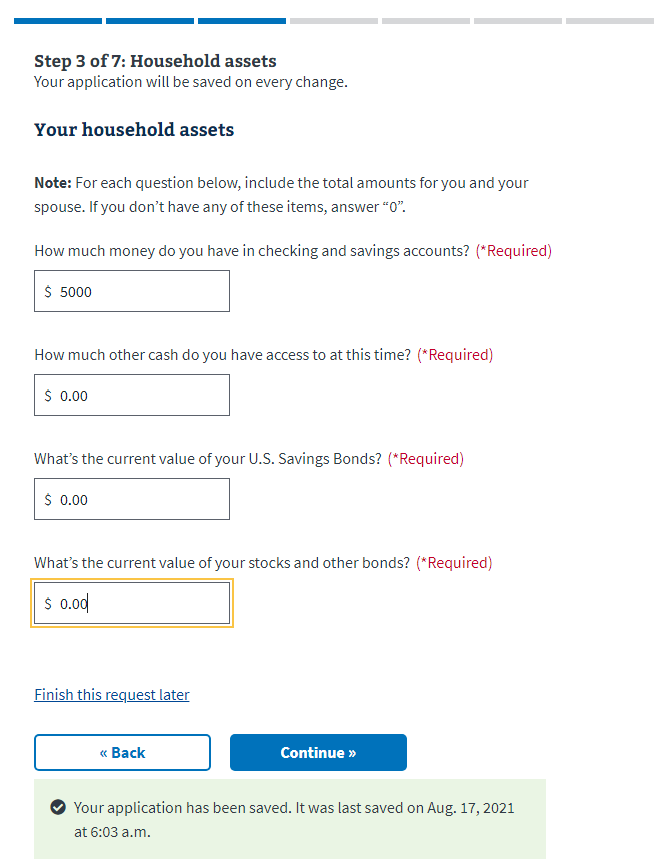 Step 3 of 7: Household assets
Your application will be saved on every change.
Your household assets
Note: For each question below, include the total amounts for you and your
spouse. If you don’t have any of these items, answer “0”.
How much money do you have in checking and savings accounts? (*Required)
$ 5000
How much other cash do you have access to at this time? (*Required)
$ 0.00
What’s the current value of your U.S. Savings Bonds? (*Required)
$ 0.00
What’s the current value of your stocks and other bonds? (*Required)
$ 0.00
Finish this request later
« Back
Continue »
Your application has been saved. It was last saved on Aug. 17, 2021
at 6:03 a.m.